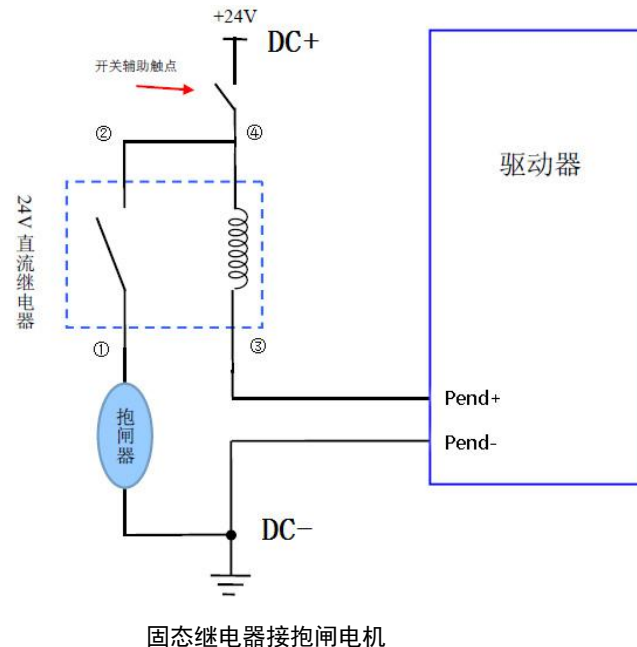 +24V
DC+
开关辅助触点
②
④
驱动器
24V 直流继电器
①
③
抱闸器
Pend+
Pend-
DC-
固态继电器接抱闸电机